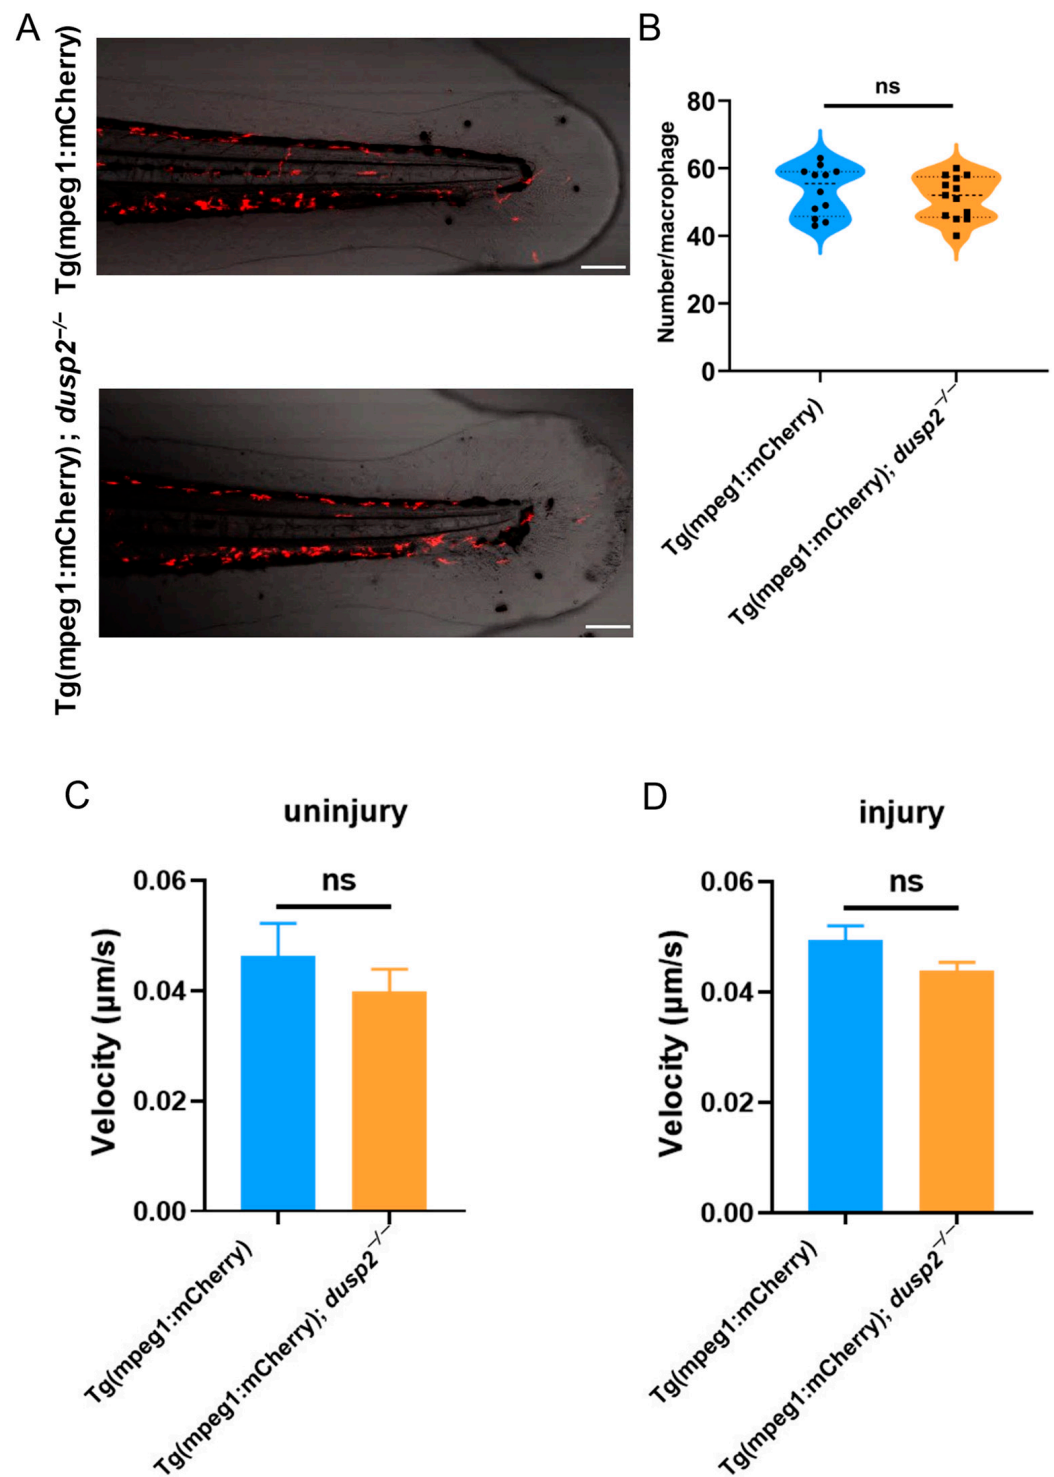 A
Tg(mpeg1:mCherry)
Tg(mpeg1:mCherry); dusp2−/−
B
ns
80
60
40
20
0
Number/macrophage
Tg(mpeg1:mCherry)
Tg(mpeg1:mCherry); dusp2−/−
C
uninjury
ns
0.06
0.04
0.02
0.00
Velocity (μm/s)
Tg(mpeg1:mCherry)
Tg(mpeg1:mCherry); dusp2−/−
D
injury
ns
0.06
0.04
0.02
0.00
Velocity (μm/s)
Tg(mpeg1:mCherry)
Tg(mpeg1:mCherry); dusp2−/−